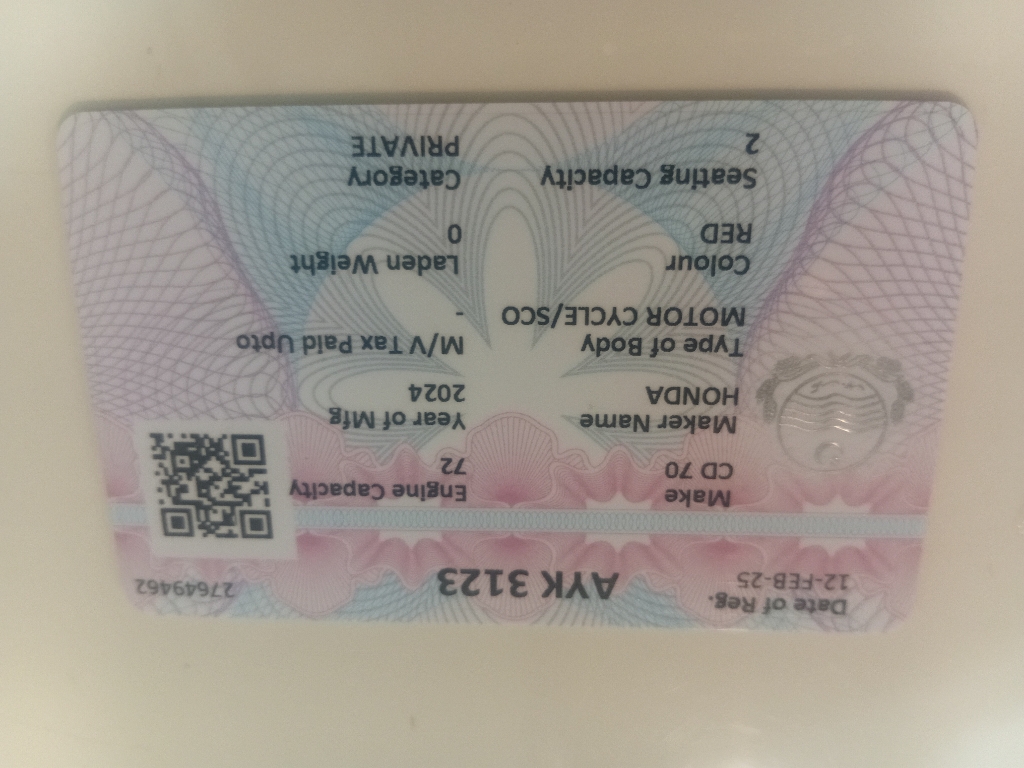 Date of Reg.
12-FEB-25
AYK 3123
27649462
Make
CD 70
Engine Capacity
72
Maker Name
HONDA
Year of Mfg
2024
Type of Body
MOTOR CYCLE/SCO
M/V Tax Paid Upto
-
Colour
RED
Laden Weight
0
Seating Capacity
2
Category
PRIVATE